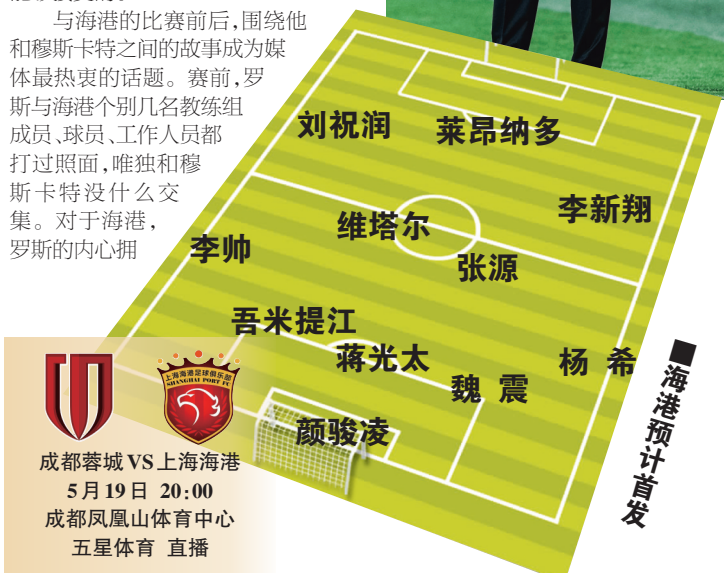 与海港的比赛前后，围绕他
和穆斯卡特之间的故事成为媒
体最热衷的话题。赛前，罗
斯与海港个别几名教练组
成员、球员、工作人员都
打过照面，唯独和穆
斯卡特没什么交
集。对于海港，
罗斯的内心拥
刘祝润
莱昂纳多
李新翔
维塔尔
李帅
张源
吾米提江
蒋光太
魏震
杨希
颜骏凌
■海港预计首发
上海海港足球俱乐部
SHANGHAI PORT FC
成都蓉城 VS 上海海港
5月19日 20:00
成都凤凰山体育中心
五星体育 直播